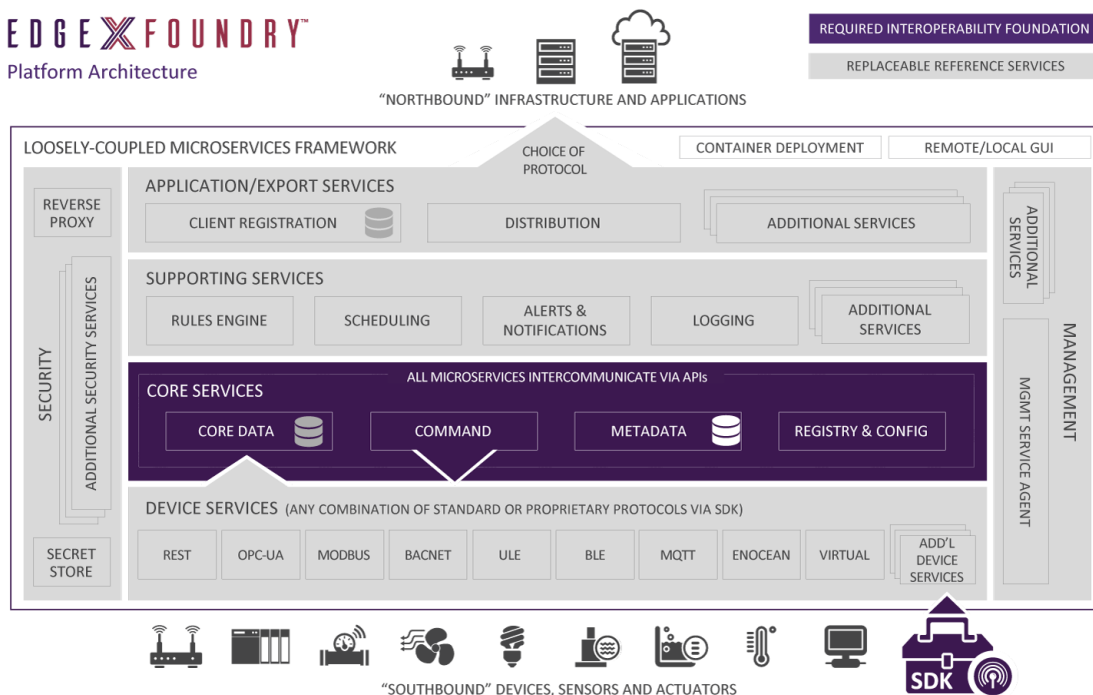 EDGE X FOUNDRY™
Platform Architecture
REQUIRED INTEROPERABILITY FOUNDATION
REPLACEABLE REFERENCE SERVICES
“NORTHBOUND” INFRASTRUCTURE AND APPLICATIONS
LOOSELY-COUPLED MICROSERVICES FRAMEWORK
CHOICE OF
PROTOCOL
CONTAINER DEPLOYMENT
REMOTE/LOCAL GUI
REVERSE
PROXY
SECURITY
ADDITIONAL SECURITY SERVICES
SECRET
STORE
APPLICATION/EXPORT SERVICES
CLIENT REGISTRATION
DISTRIBUTION
ADDITIONAL SERVICES
SUPPORTING SERVICES
RULES ENGINE
SCHEDULING
ALERTS &
NOTIFICATIONS
LOGGING
ADDITIONAL
SERVICES
ALL MICROSERVICES INTERCOMMUNICATE VIA APIs
CORE SERVICES
CORE DATA
COMMAND
METADATA
REGISTRY & CONFIG
DEVICE SERVICES (ANY COMBINATION OF STANDARD OR PROPRIETARY PROTOCOLS VIA SDK)
REST
OPC-UA
MODBUS
BACNET
ULE
BLE
MQTT
ENOCEAN
VIRTUAL
ADD’L
DEVICE
SERVICES
ADDITIONAL
SERVICES
MANAGEMENT
MGMT SERVICE AGENT
SDK
“SOUTHBOUND” DEVICES, SENSORS AND ACTUATORS